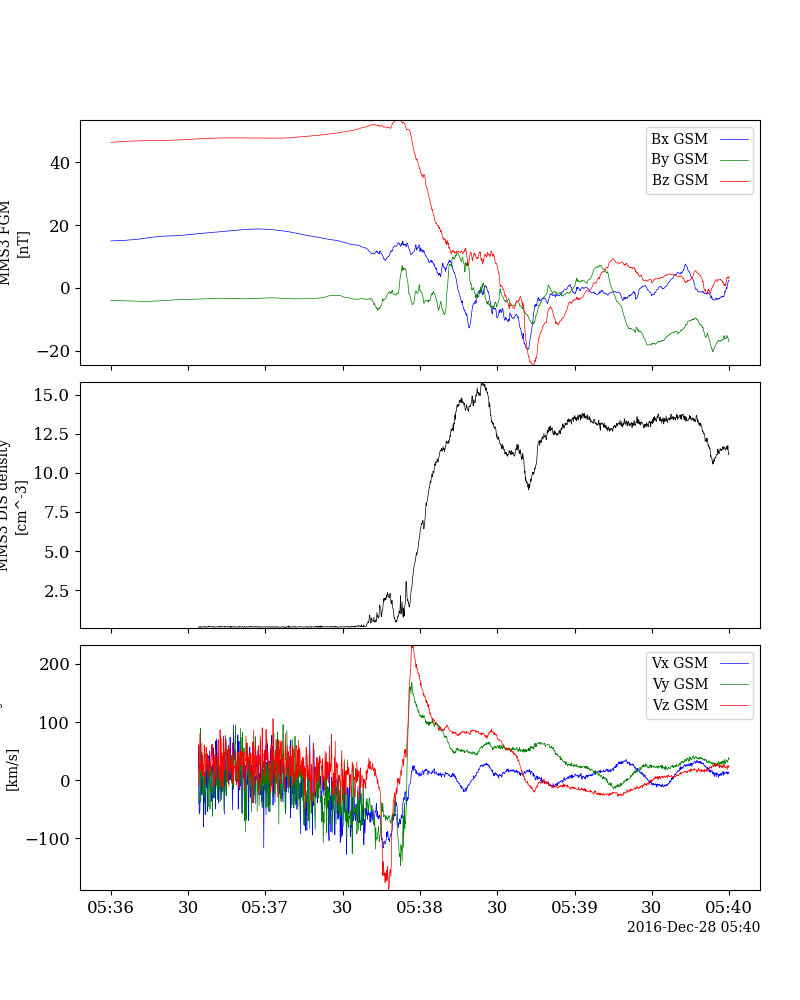 MMS3 FGM
[nT]
40
20
0
−20
Bx GSM
By GSM
Bz GSM
MMS3 DIS density
[cm^-3]
15.0
12.5
10.0
7.5
5.0
2.5
[km/s]
200
100
0
−100
Vx GSM
Vy GSM
Vz GSM
05:36 30 05:37 30 05:38 30 05:39 30 05:40
2016-Dec-28 05:40